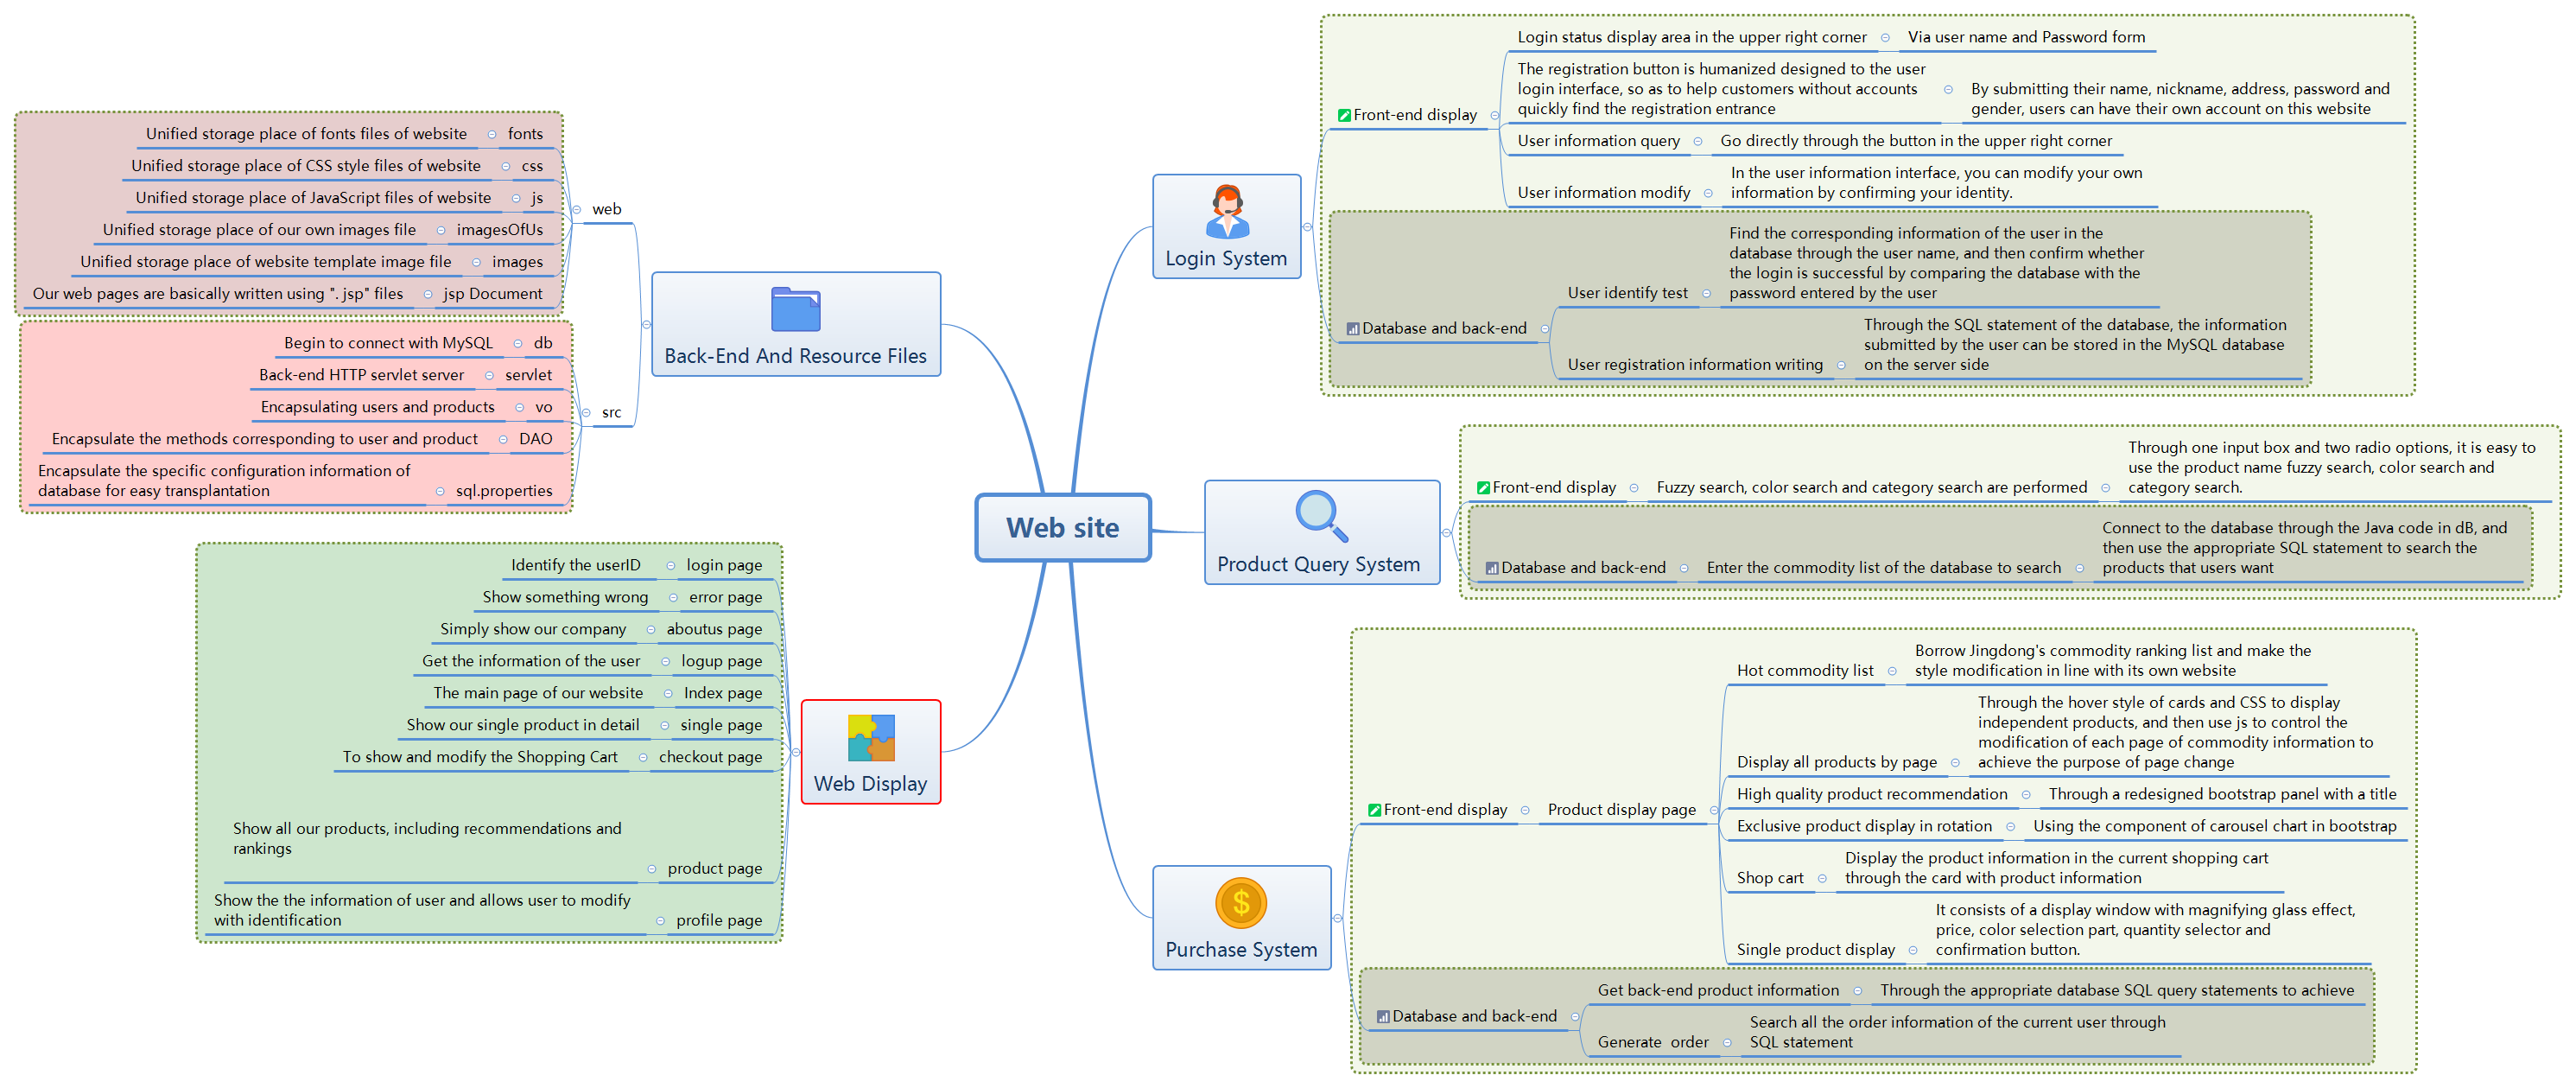 Web site
Login System
Front-end display
Login status display area in the upper right corner
Via user name and Password form
The registration button is humanized designed to the user
login interface, so as to help customers without accounts
quickly find the registration entrance
By submitting their name, nickname, address, password and
gender, users can have their own account on this website
User information query
Go directly through the button in the upper right corner
User information modify
In the user information interface, you can modify your own
information by confirming your identity.
Database and back-end
User identify test
Find the corresponding information of the user in the
database through the user name, and then confirm whether
the login is successful by comparing the database with the
password entered by the user
User registration information writing
Through the SQL statement of the database, the information
submitted by the user can be stored in the MySQL database
on the server side
Product Query System
Front-end display
Fuzzy search, color search and category search are performed
Through one input box and two radio options, it is easy to
use the product name fuzzy search, color search and
category search.
Database and back-end
Enter the commodity list of the database to search
Connect to the database through the Java code in dB, and
then use the appropriate SQL statement to search the
products that users want
Purchase System
Front-end display
Product display page
Hot commodity list
Borrow Jingdong's commodity ranking list and make the
style modification in line with its own website
Display all products by page
Through the hover style of cards and CSS to display
independent products, and then use js to control the
modification of each page of commodity information to
achieve the purpose of page change
High quality product recommendation
Through a redesigned bootstrap panel with a title
Exclusive product display in rotation
Using the component of carousel chart in bootstrap
Shop cart
Display the product information in the current shopping cart
through the card with product information
Single product display
It consists of a display window with magnifying glass effect,
price, color selection part, quantity selector and
confirmation button.
Database and back-end
Get back-end product information
Through the appropriate database SQL query statements to achieve
Generate  order
Search all the order information of the current user through
SQL statement
Back-End And Resource Files
web
fonts
Unified storage place of fonts files of website
css
Unified storage place of CSS style files of website
js
Unified storage place of JavaScript files of website
imagesOfUs
Unified storage place of our own images file
images
Unified storage place of website template image file
jsp Document
Our web pages are basically written using ". jsp" files
src
db
Begin to connect with MySQL
servlet
Back-end HTTP servlet server
vo
Encapsulating users and products
DAO
Encapsulate the methods corresponding to user and product
sql.properties
Encapsulate the specific configuration information of
database for easy transplantation
Web Display
login page
Identify the userID
error page
Show something wrong
aboutus page
Simply show our company
logup page
Get the information of the user
Index page
The main page of our website
single page
Show our single product in detail
checkout page
To show and modify the Shopping Cart
product page
Show all our products, including recommendations and
rankings
profile page
Show the the information of user and allows user to modify
with identification